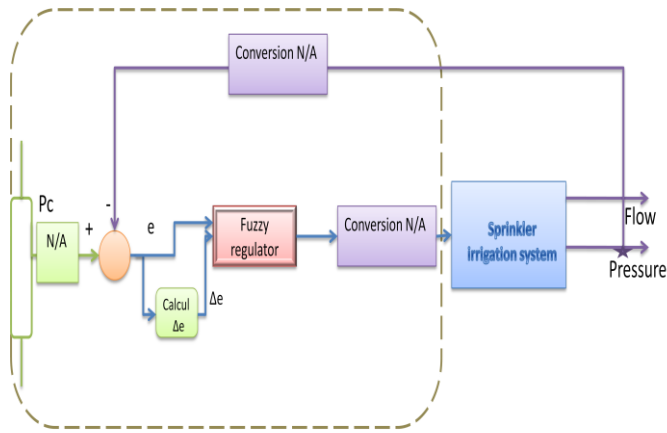 Conversion N/A
-
Pc
N/A
+
e
Fuzzy
regulator
Conversion N/A
Sprinkler
irrigation system
Flow
Pressure
Calcul
Δe
Δe